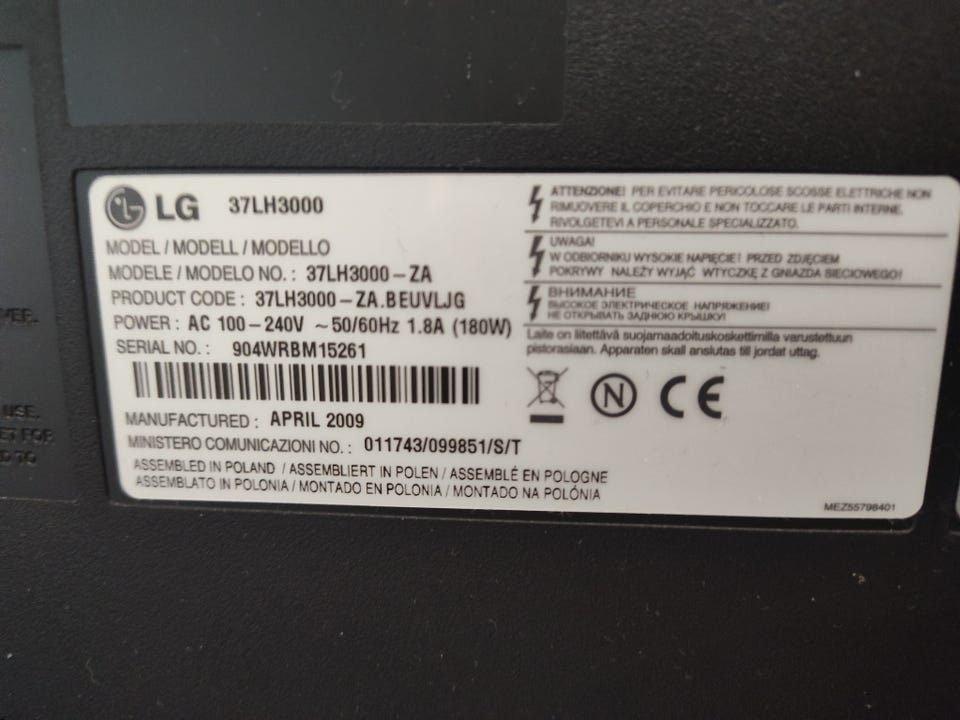 LG 37LH3000
MODEL / MODELL / MODELLO
MODELE / MODELO NO. : 37LH3000-ZA
PRODUCT CODE : 37LH3000-ZA.BEUVLJG
POWER : AC 100-240V ~50/60Hz 1.8A (180W)
SERIAL NO. : 904WRBM15261
MANUFACTURED : APRIL 2009
MINISTERO COMUNICAZIONI NO. : 011743/099851/S/T
ASSEMBLED IN POLAND / ASSEMBLIERT IN POLEN / ASSEMBLÉ EN POLOGNE
ASSEMBLATO IN POLONIA / MONTADO EN POLONIA / MONTADO NA POLÓNIA
ATTENZIONE! PER EVITARE PERICOLOSE SCOSSE ELETTRICHE NON
RIMUOVERE IL COPERCHIO E NON TOCCARE LE PARTI INTERNE.
RIVOLGETEVI A PERSONALE SPECIALIZZATO.
UWAGA!
W ODBIORNIKU WYSOKIE NAPIĘCIE! PRZED ZDJĘCIEM
POKRYWY NALEŻY WYJĄĆ WTYCZKĘ Z GNIAZDA SIECIOWEGO!
ВНИМАНИЕ
ВЫСОКОЕ ЭЛЕКТРИЧЕСКОЕ НАПРЯЖЕНИЕ!
НЕ ОТКРЫВАТЬ ЗАДНЮЮ КРЫШКУ!
Laite on liitettävä suojamaadoituskoskettimilla varustettuun
pistorasiaan. Apparaten skall anslutas till jordat uttag.
N CE
MEZ55798401
USE.
FOR
TO